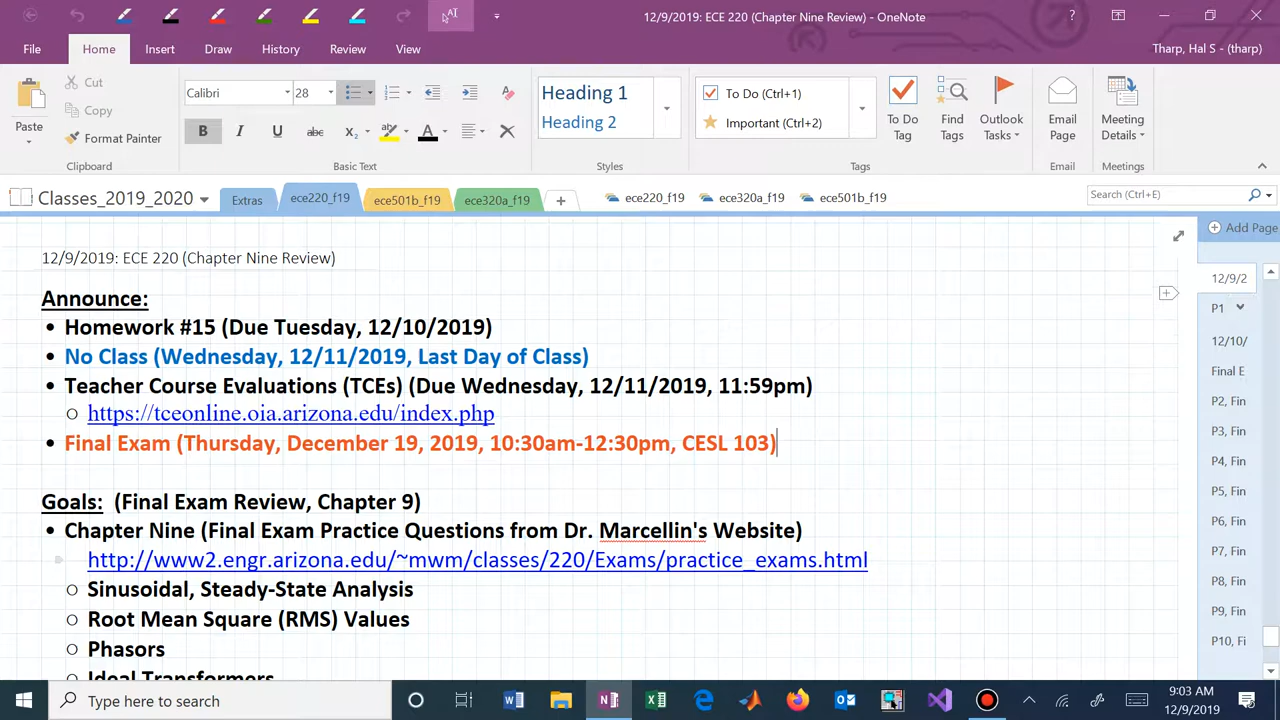 12/9/2019: ECE 220 (Chapter Nine Review) - OneNote
?
File Home Insert Draw History Review View
Tharp, Hal S - (tharp)
Paste
Cut
Copy
Format Painter
Clipboard
Calibri 28
B I U abc X₂ A
Basic Text
Heading 1
Heading 2
Styles
To Do (Ctrl+1)
Important (Ctrl+2)
To Do Tag
Find Tags
Tags
Outlook Tasks
Email Page
Email
Meeting Details
Meetings
Classes_2019_2020 Extras ece220_f19 ece501b_f19 ece320a_f19 ece220_f19 ece320a_f19 ece501b_f19
Search (Ctrl+E)
Add Page
12/9/2019: ECE 220 (Chapter Nine Review)
Announce:
• Homework #15 (Due Tuesday, 12/10/2019)
• No Class (Wednesday, 12/11/2019, Last Day of Class)
• Teacher Course Evaluations (TCEs) (Due Wednesday, 12/11/2019, 11:59pm)
○ https://tceonline.oia.arizona.edu/index.php
• Final Exam (Thursday, December 19, 2019, 10:30am-12:30pm, CESL 103)
Goals: (Final Exam Review, Chapter 9)
• Chapter Nine (Final Exam Practice Questions from Dr. Marcellin's Website)
http://www2.engr.arizona.edu/~mwm/classes/220/Exams/practice_exams.html
○ Sinusoidal, Steady-State Analysis
○ Root Mean Square (RMS) Values
○ Phasors
○ Ideal Transformers
12/9/2
P1
12/10/
Final E
P2, Fin
P3, Fin
P4, Fin
P5, Fin
P6, Fin
P7, Fin
P8, Fin
P9, Fin
P10, Fi
Type here to search
9:03 AM
12/9/2019